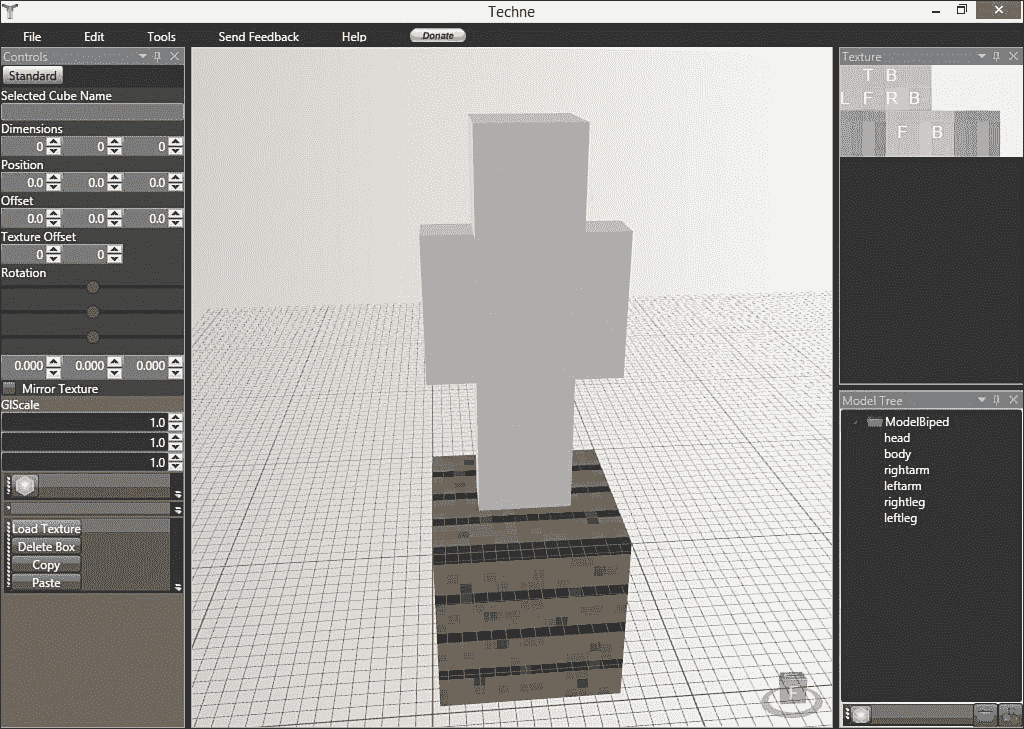 Techne
File Edit Tools Send Feedback Help Donate
Controls
Standard
Selected Cube Name
Dimensions
0 0 0
Position
0.0 0.0 0.0
Offset
0.0 0.0 0.0
Texture Offset
0 0
Rotation
0.000 0.000 0.000
Mirror Texture
GlScale
1.0
1.0
1.0
Load Texture
Delete Box
Copy
Paste
F
Texture
T B
L F R B
F B
Model Tree
ModelBiped
head
body
rightarm
leftarm
rightleg
leftleg